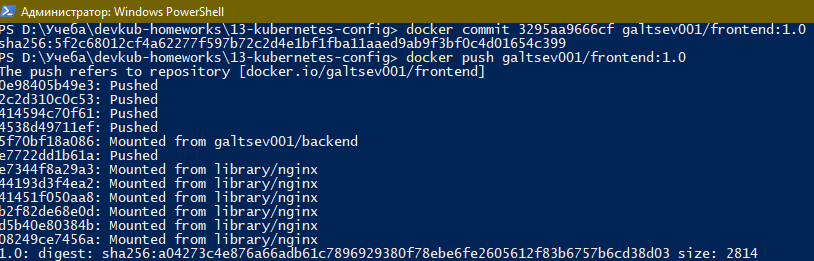 Администратор: Windows PowerShell
PS D:\Учеба\devkub-homeworks\13-kubernetes-config> docker commit 3295aa9666cf galtsev001/frontend:1.0
sha256:5f2c68012cf4a62277f597b72c2d4e1bf1fba11aaed9ab9f3bf0c4d01654c399
PS D:\Учеба\devkub-homeworks\13-kubernetes-config> docker push galtsev001/frontend:1.0
The push refers to repository [docker.io/galtsev001/frontend]
0e98405b49e3: Pushed
2c2d310c0c53: Pushed
414594c70f61: Pushed
4538d49711ef: Pushed
5f70bf18a086: Mounted from galtsev001/backend
e7722dd1b61a: Pushed
e7344f8a29a3: Mounted from library/nginx
44193d3f4ea2: Mounted from library/nginx
41451f050aa8: Mounted from library/nginx
b2f82de68e0d: Mounted from library/nginx
d5b40e80384b: Mounted from library/nginx
08249ce7456a: Mounted from library/nginx
1.0: digest: sha256:a04273c4e876a66adb61c7896929380f78ebe6fe2605612f83b6757b6cd38d03 size: 2814